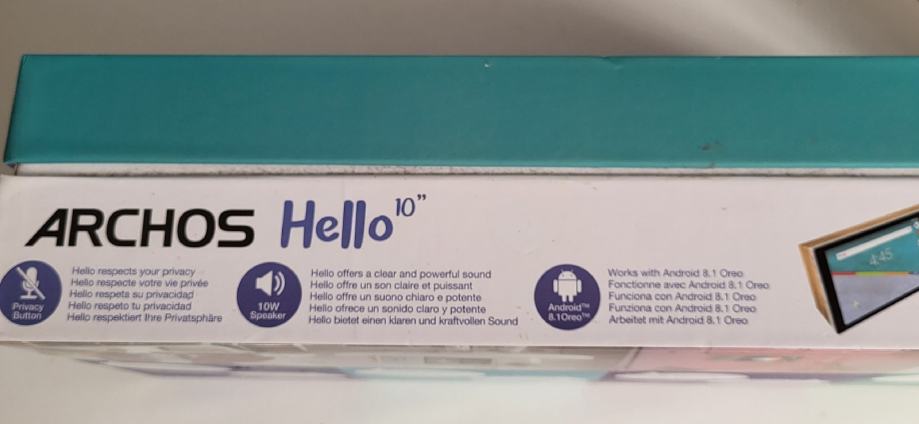 ARCHOS Hello 10"
Privacy
Button
Hello respects your privacy
Hello respecte votre vie privée
Hello respeta su privacidad
Hello respeto tu privacidad
Hello respektiert Ihre Privatsphäre
10W
Speaker
Hello offers a clear and powerful sound
Hello offre un son claire et puissant
Hello offre un suono chiaro e potente
Hello ofrece un sonido claro y potente
Hello bietet einen klaren und kraftvollen Sound
Android™
8.1Oreo™
Works with Android 8.1 Oreo
Fonctionne avec Android 8.1 Oreo
Funciona con Android 8.1 Oreo
Funziona con Android 8.1 Oreo
Arbeitet mit Android 8.1 Oreo
4:45